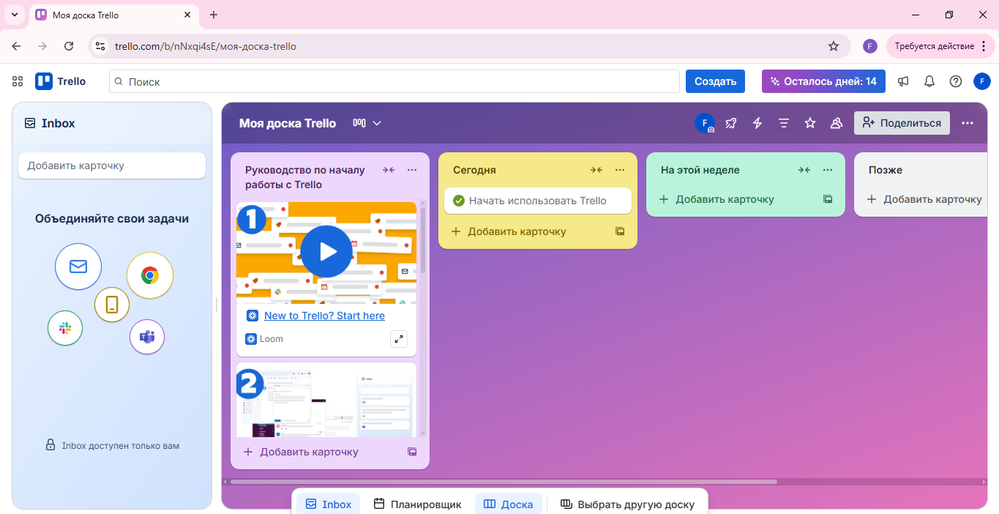 Моя доска Trello
trello.com/b/nNxqi4sE/моя-доска-trello
F
Требуется действие
Trello
Поиск
Создать
Осталось дней: 14
F
Inbox
Добавить карточку
Объединяйте свои задачи
Inbox доступен только вам
Моя доска Trello
F
Поделиться
Руководство по началу
работы с Trello
1
New to Trello? Start here
Loom
2
Добавить карточку
Сегодня
Начать использовать Trello
Добавить карточку
На этой неделе
Добавить карточку
Позже
Добавить карточку
Inbox
Планировщик
Доска
Выбрать другую доску